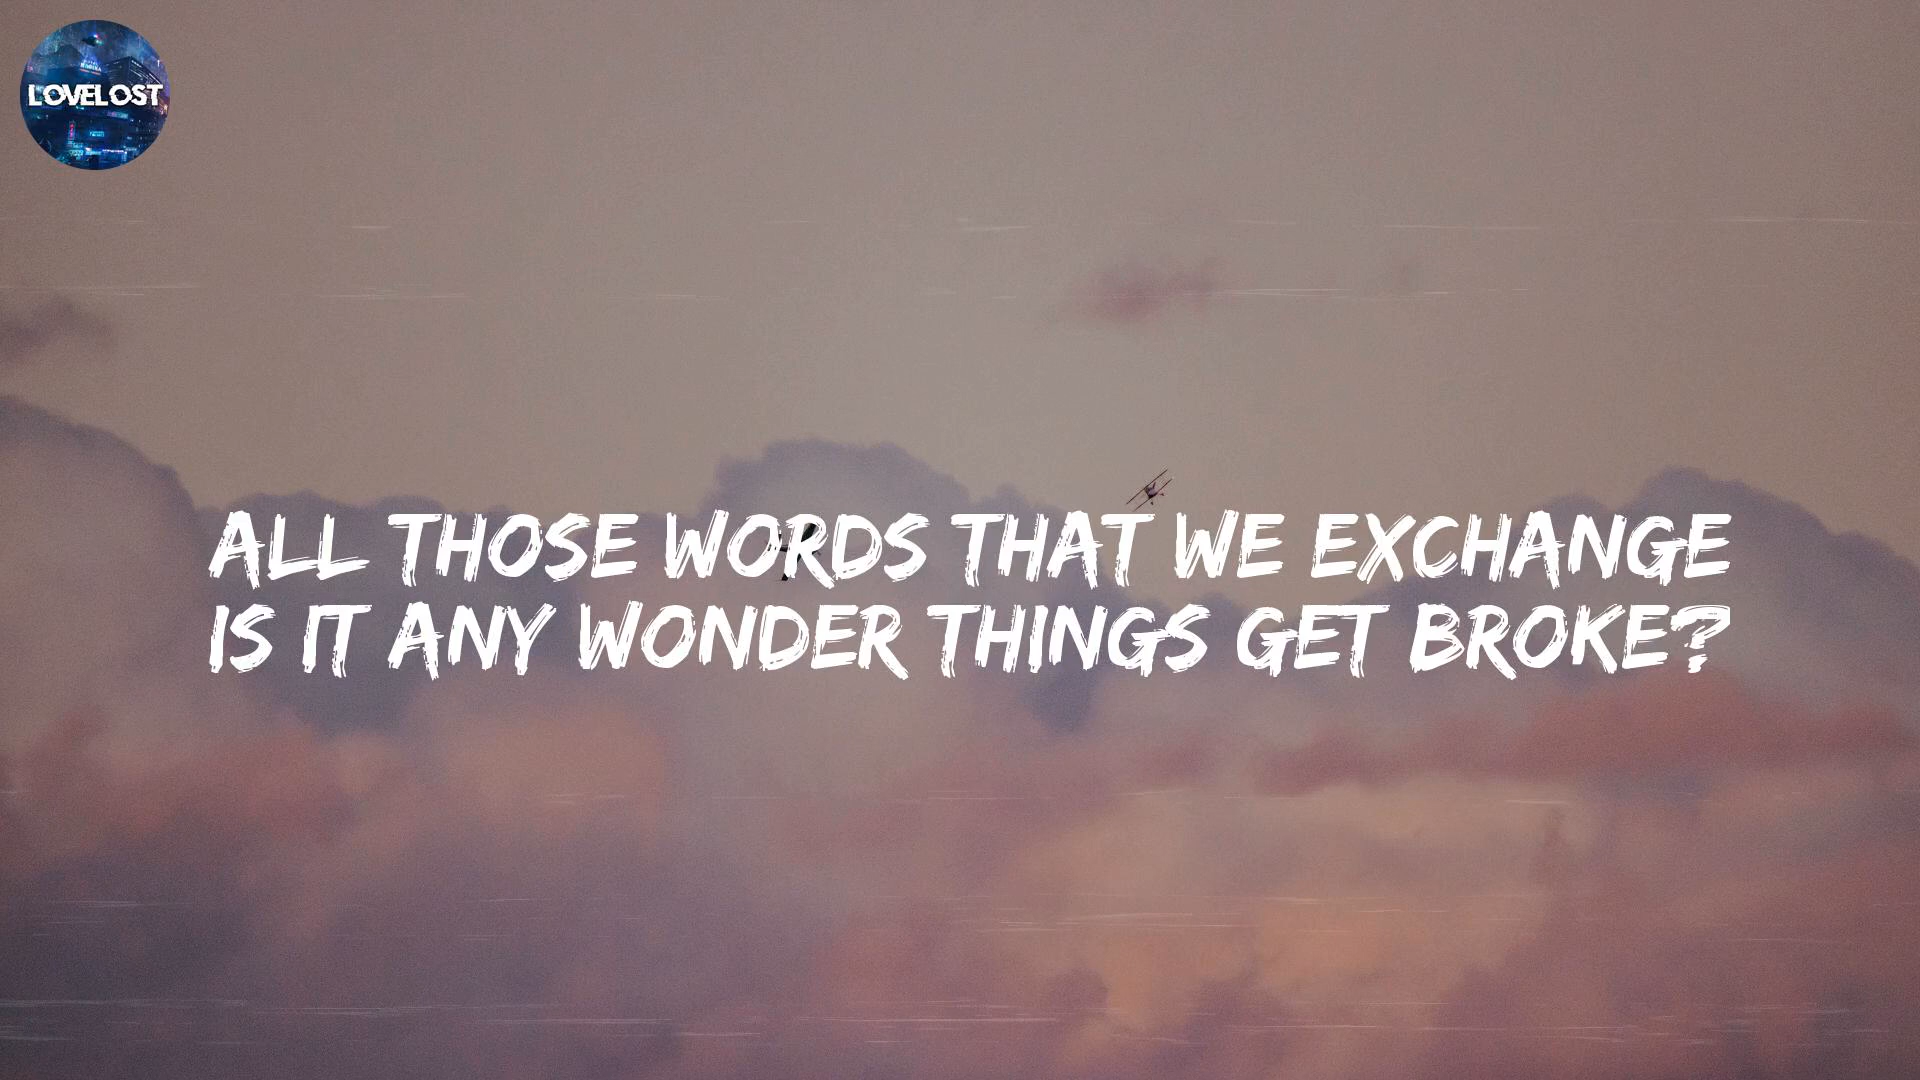 LOVELOST
ALL THOSE WORDS THAT WE EXCHANGE
IS IT ANY WONDER THINGS GET BROKE?